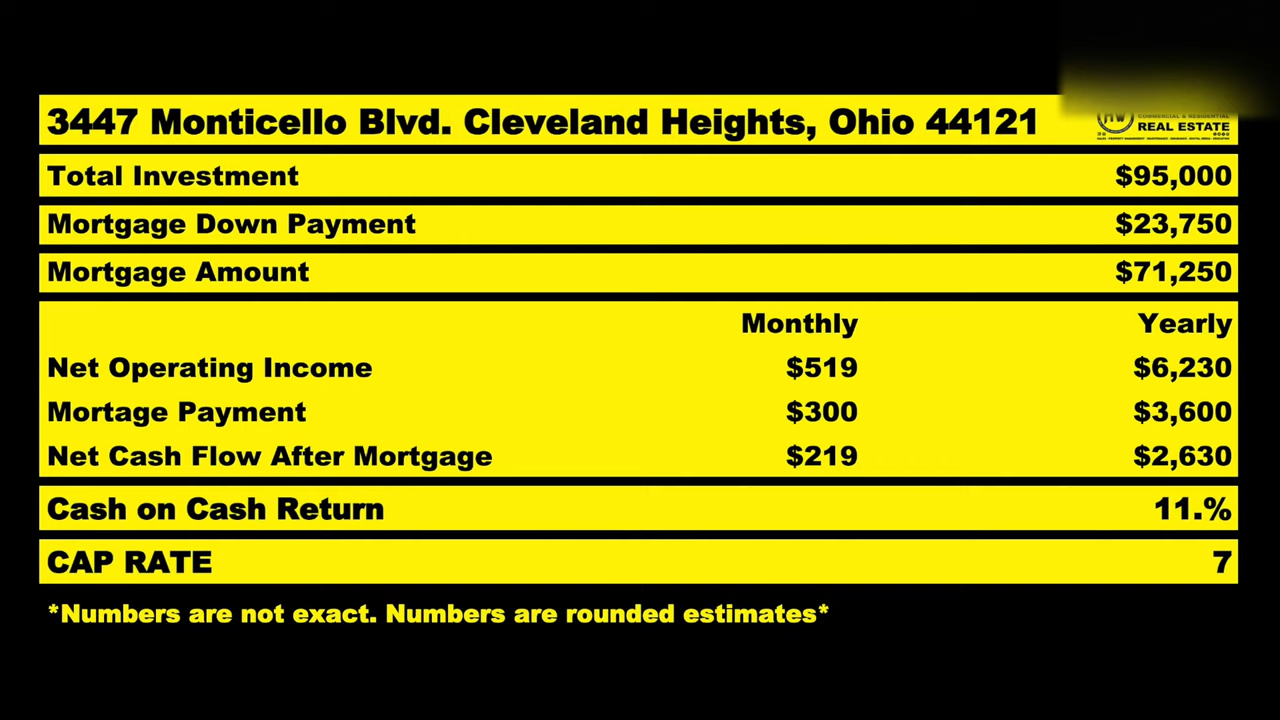 3447 Monticello Blvd. Cleveland Heights, Ohio 44121
HW
COMMERCIAL & RESIDENTIAL
REAL ESTATE
Total Investment $95,000
Mortgage Down Payment $23,750
Mortgage Amount $71,250
Monthly Yearly
Net Operating Income $519 $6,230
Mortage Payment $300 $3,600
Net Cash Flow After Mortgage $219 $2,630
Cash on Cash Return 11.%
CAP RATE 7
*Numbers are not exact. Numbers are rounded estimates*